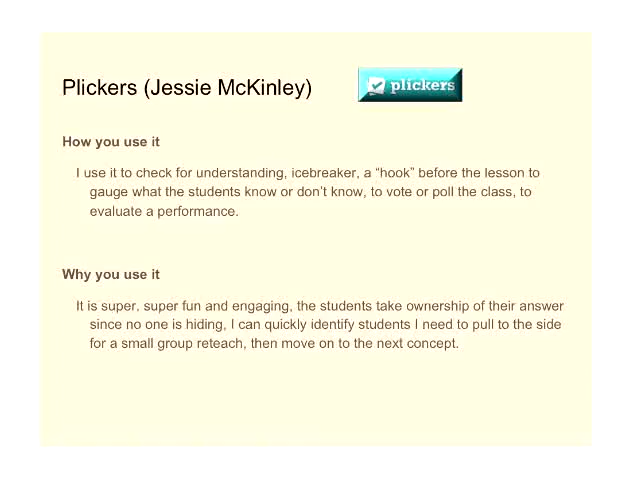 Plickers (Jessie McKinley)
plickers
How you use it
I use it to check for understanding, icebreaker, a “hook” before the lesson to
gauge what the students know or don’t know, to vote or poll the class, to
evaluate a performance.
Why you use it
It is super, super fun and engaging, the students take ownership of their answer
since no one is hiding, I can quickly identify students I need to pull to the side
for a small group reteach, then move on to the next concept.